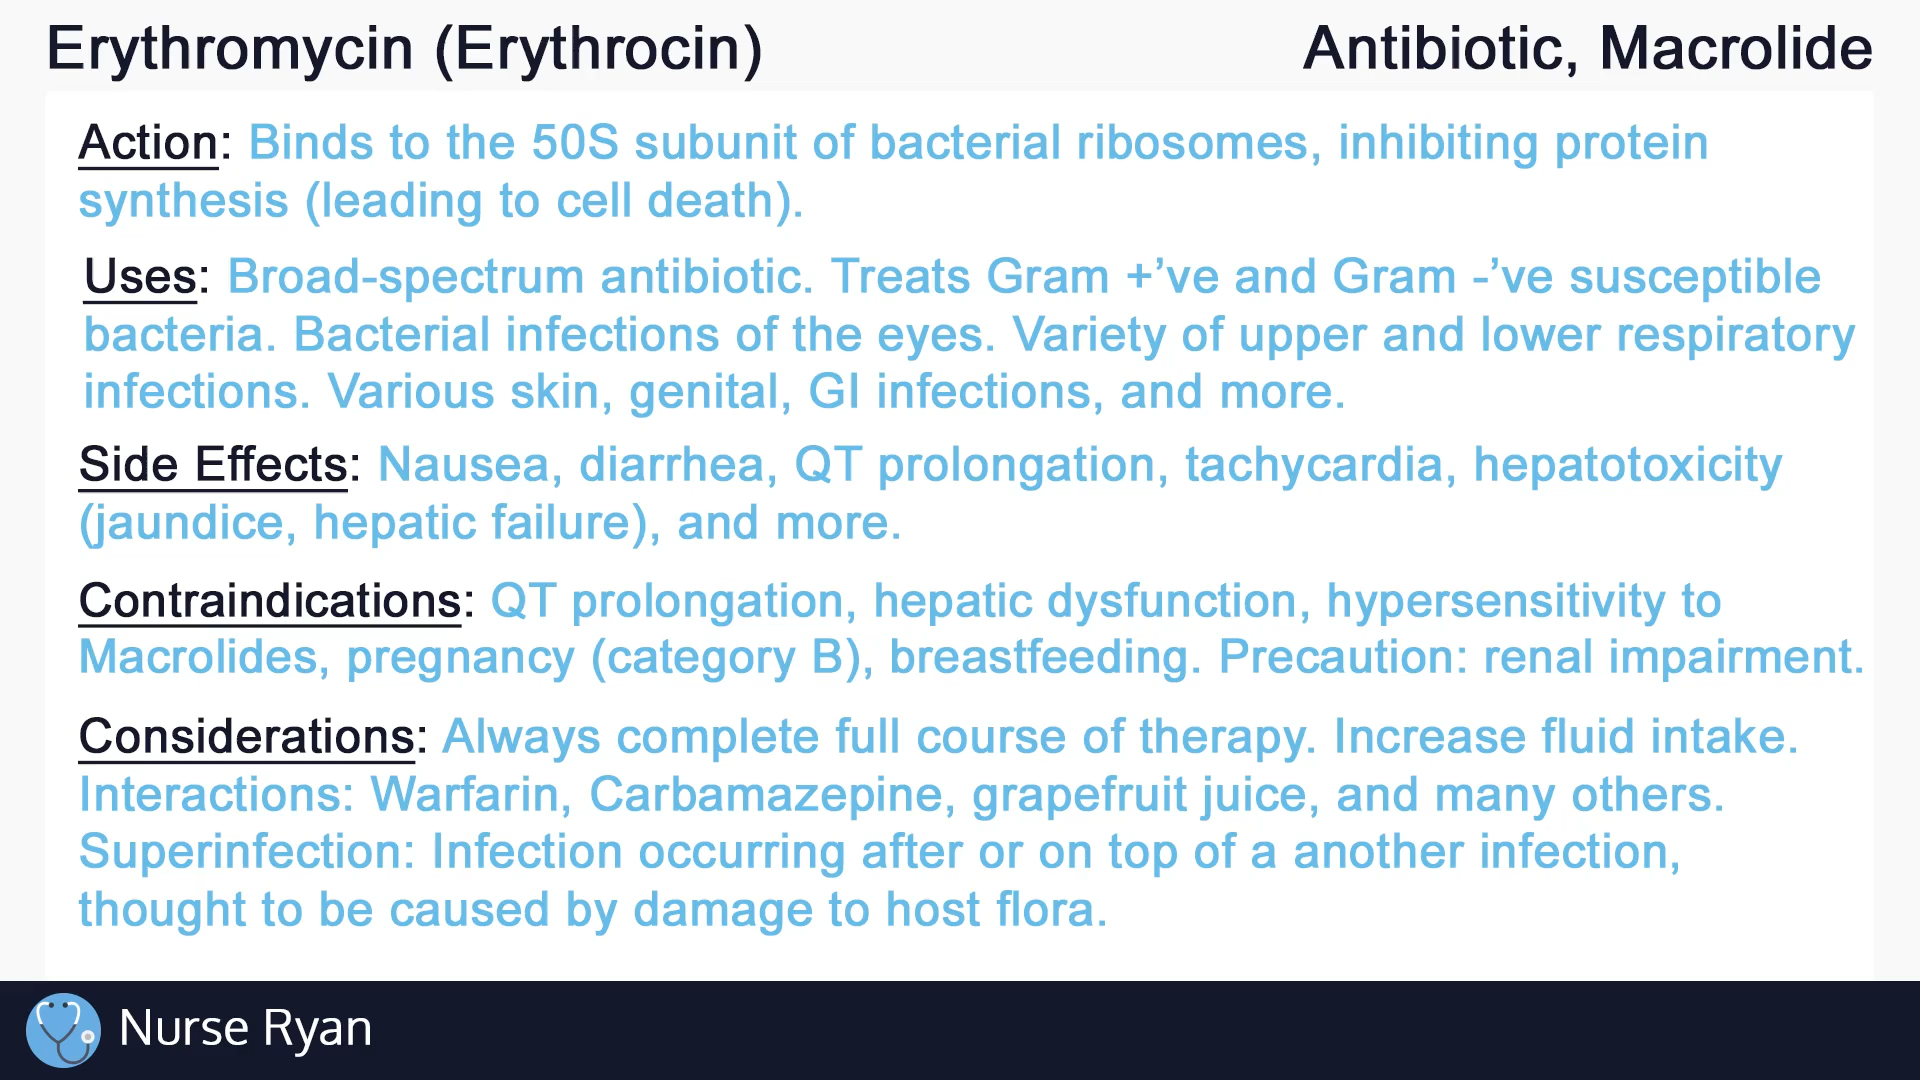 Erythromycin (Erythrocin)
Antibiotic, Macrolide
Action: Binds to the 50S subunit of bacterial ribosomes, inhibiting protein
synthesis (leading to cell death).
Uses: Broad-spectrum antibiotic. Treats Gram +’ve and Gram -’ve susceptible
bacteria. Bacterial infections of the eyes. Variety of upper and lower respiratory
infections. Various skin, genital, GI infections, and more.
Side Effects: Nausea, diarrhea, QT prolongation, tachycardia, hepatotoxicity
(jaundice, hepatic failure), and more.
Contraindications: QT prolongation, hepatic dysfunction, hypersensitivity to
Macrolides, pregnancy (category B), breastfeeding. Precaution: renal impairment.
Considerations: Always complete full course of therapy. Increase fluid intake.
Interactions: Warfarin, Carbamazepine, grapefruit juice, and many others.
Superinfection: Infection occurring after or on top of a another infection,
thought to be caused by damage to host flora.
Nurse Ryan